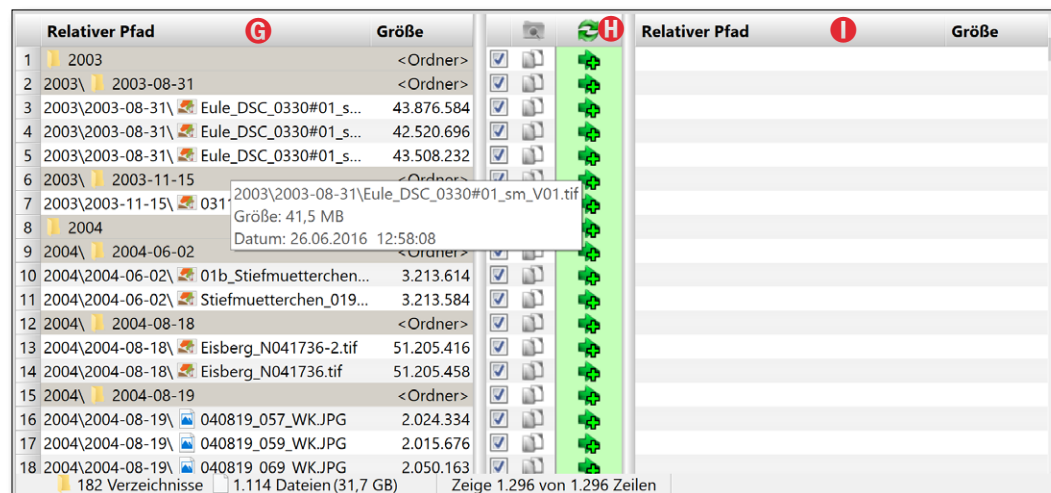 Relativer Pfad G Größe H Relativer Pfad I Größe
1 2003 <Ordner>
2 2003\ 2003-08-31 <Ordner>
3 2003\2003-08-31\ Eule_DSC_0330#01_s... 43.876.584
4 2003\2003-08-31\ Eule_DSC_0330#01_s... 42.520.696
5 2003\2003-08-31\ Eule_DSC_0330#01_s... 43.508.232
6 2003\ 2003-11-15 <Ordner>
2003\2003-08-31\Eule_DSC_0330#01_sm_V01.tif
7 2003\2003-11-15\
Größe: 41,5 MB
8 2004
Datum: 26.06.2016 12:58:08
9 2004\ 2004-06-02 <Ordner>
10 2004\2004-06-02\ 01b_Stiefmuetterchen... 3.213.614
11 2004\2004-06-02\ Stiefmuetterchen_019... 3.213.584
12 2004\ 2004-08-18 <Ordner>
13 2004\2004-08-18\ Eisberg_N041736-2.tif 51.205.416
14 2004\2004-08-18\ Eisberg_N041736.tif 51.205.458
15 2004\ 2004-08-19 <Ordner>
16 2004\2004-08-19\ 040819_057_WK.JPG 2.024.334
17 2004\2004-08-19\ 040819_059_WK.JPG 2.015.676
18 2004\2004-08-19\ 040819_069_WK.JPG 2.050.163
182 Verzeichnisse 1.114 Dateien (31,7 GB) Zeige 1.296 von 1.296 Zeilen